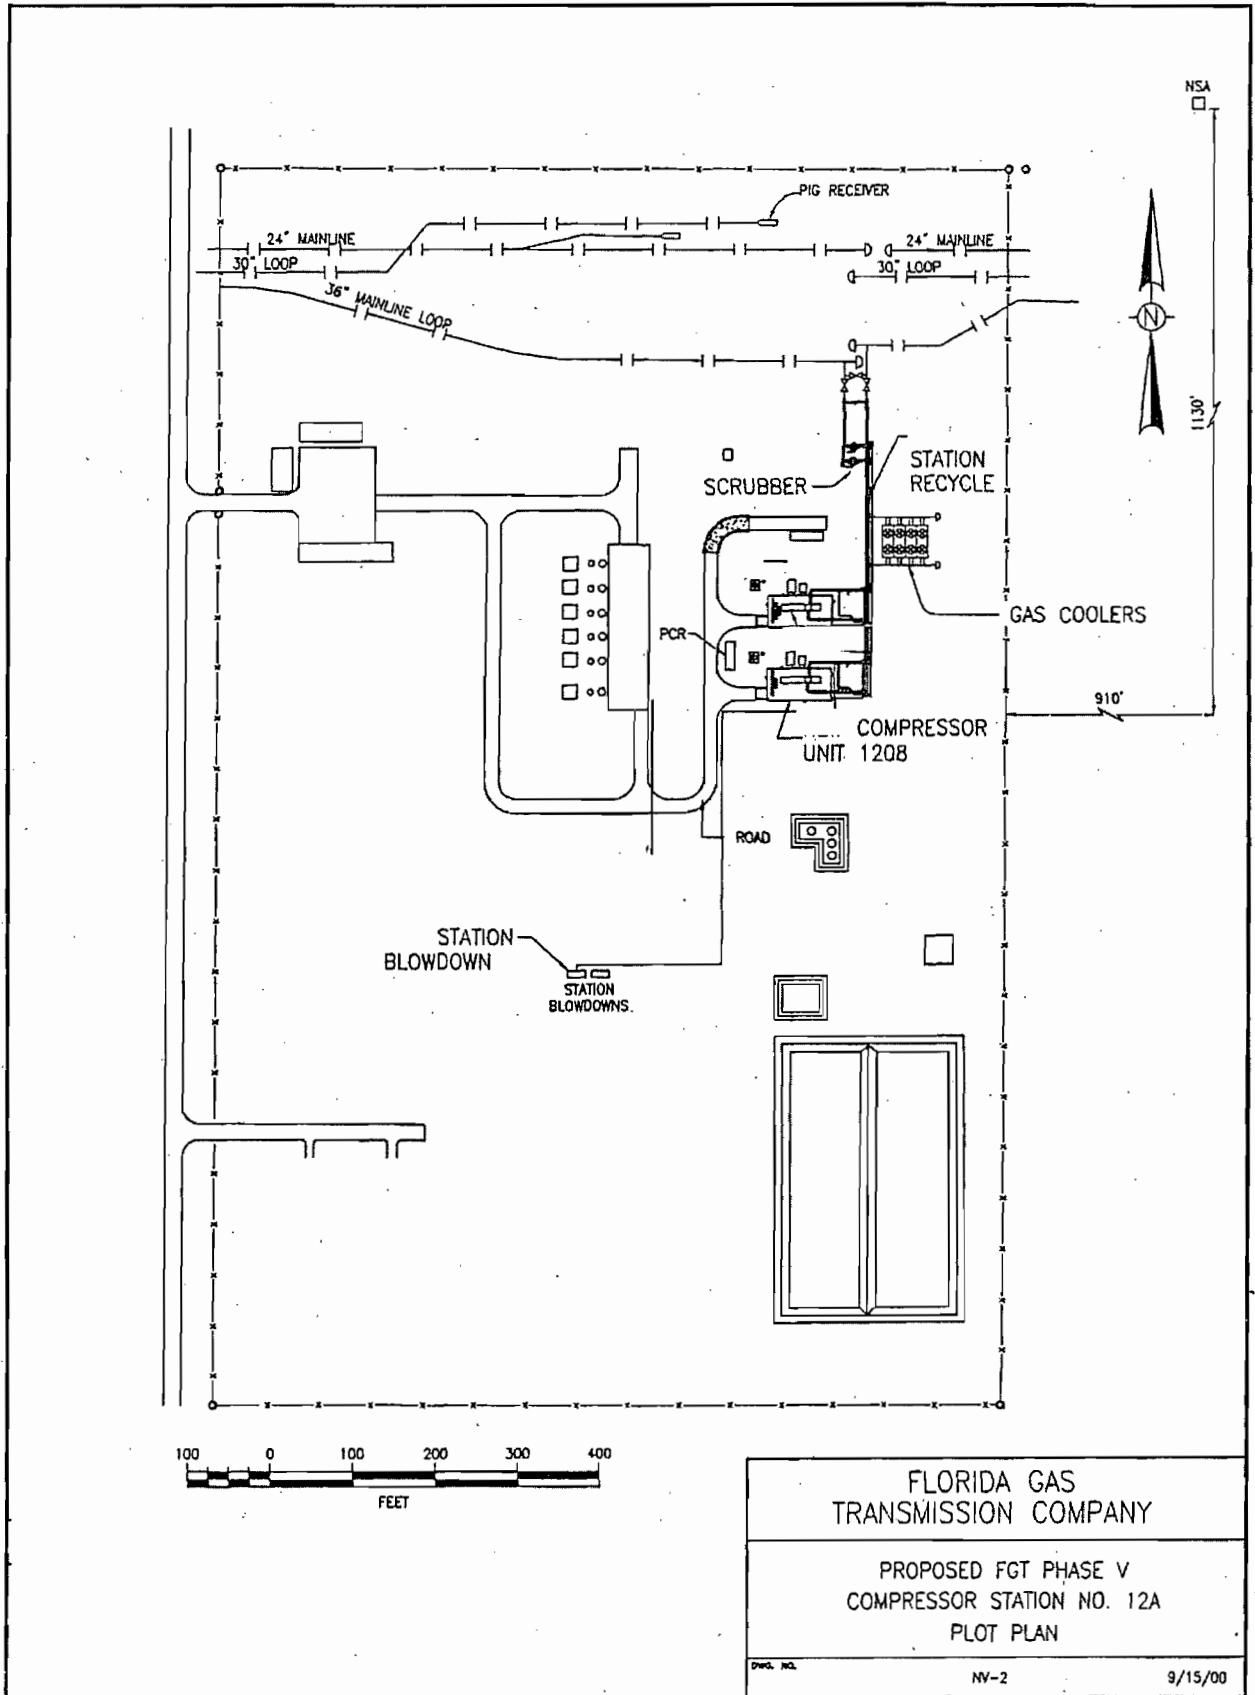 NSA
PIG RECEIVER
24" MAINLINE
24" MAINLINE
30" LOOP
30" LOOP
36" MAINLINE LOOP
N
1130'
STATION
RECYCLE
SCRUBBER
GAS COOLERS
PCR
910'
COMPRESSOR
UNIT 1208
ROAD
STATION
BLOWDOWN
STATION
BLOWDOWNS.
100 0 100 200 300 400
FEET
FLORIDA GAS
TRANSMISSION COMPANY
PROPOSED FGT PHASE V
COMPRESSOR STATION NO. 12A
PLOT PLAN
DWG. NO.
NV-2 9/15/00